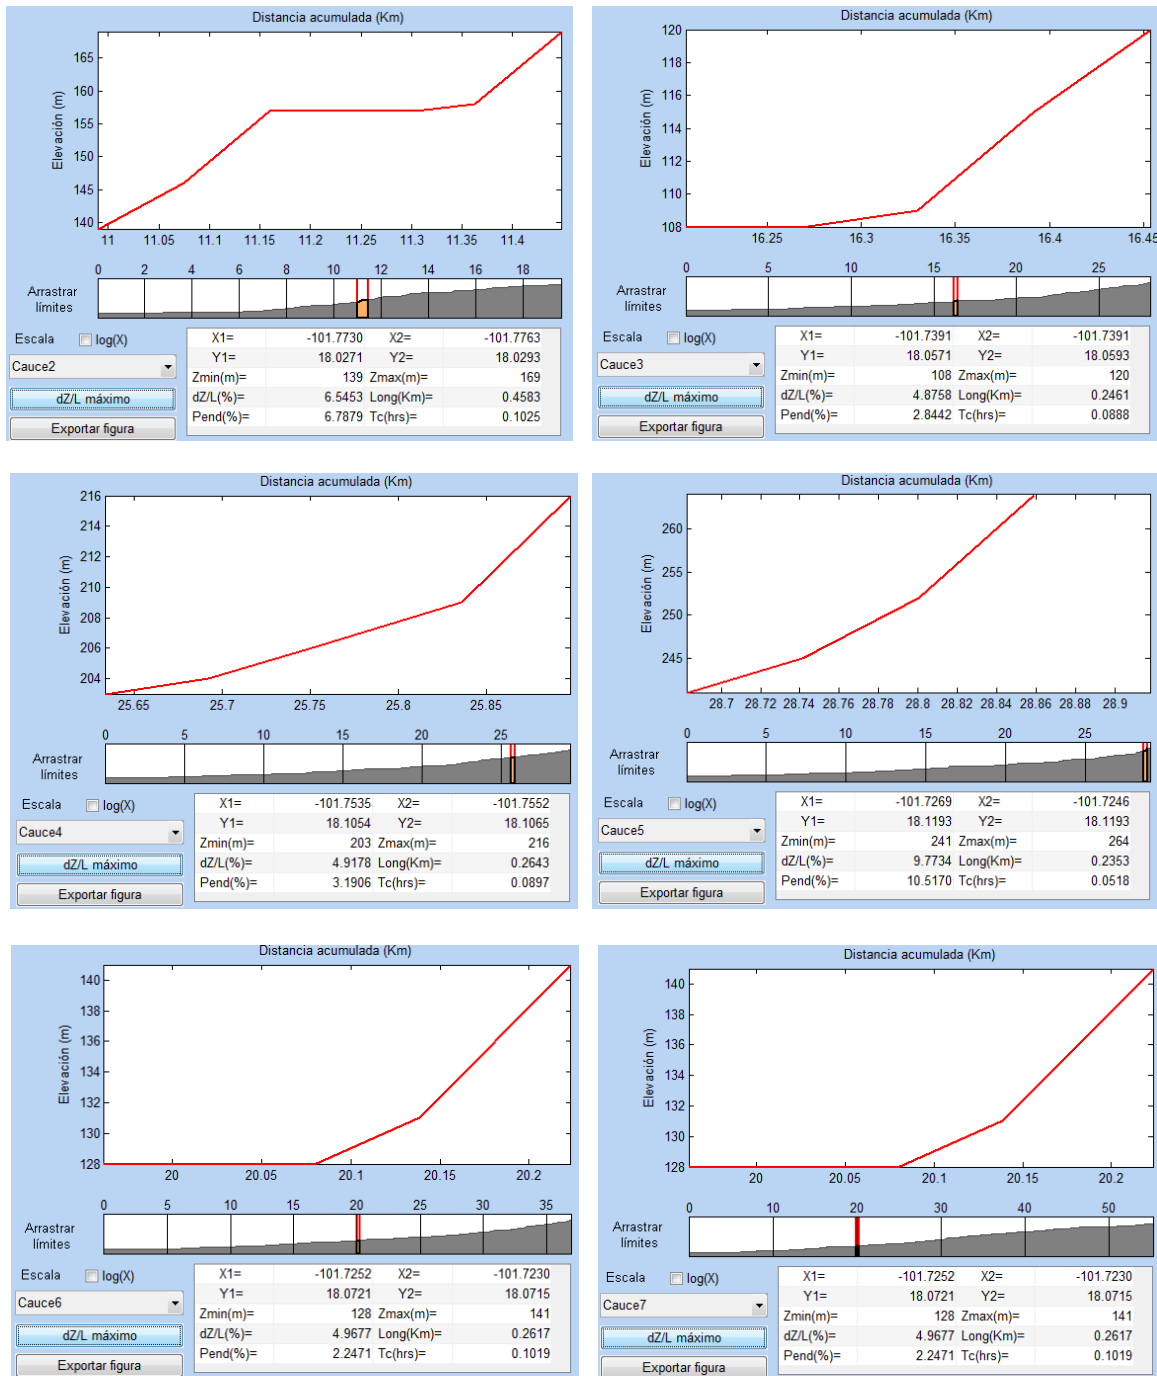 Distancia acumulada (Km)
Elevación (m)
165
160
155
150
145
140
11 11.05 11.1 11.15 11.2 11.25 11.3 11.35 11.4
0 2 4 6 8 10 12 14 16 18
Arrastrar
límites
Escala log(X)
Cauce2
dZ/L máximo
Exportar figura
X1= -101.7730 X2= -101.7763
Y1= 18.0271 Y2= 18.0293
Zmin(m)= 139 Zmax(m)= 169
dZ/L(%)= 6.5453 Long(Km)= 0.4583
Pend(%)= 6.7879 Tc(hrs)= 0.1025
Distancia acumulada (Km)
Elevación (m)
120
118
116
114
112
110
108
16.25 16.3 16.35 16.4 16.45
0 5 10 15 20 25
Arrastrar
límites
Escala log(X)
Cauce3
dZ/L máximo
Exportar figura
X1= -101.7391 X2= -101.7391
Y1= 18.0571 Y2= 18.0593
Zmin(m)= 108 Zmax(m)= 120
dZ/L(%)= 4.8758 Long(Km)= 0.2461
Pend(%)= 2.8442 Tc(hrs)= 0.0888
Distancia acumulada (Km)
Elevación (m)
216
214
212
210
208
206
204
25.65 25.7 25.75 25.8 25.85
0 5 10 15 20 25
Arrastrar
límites
Escala log(X)
Cauce4
dZ/L máximo
Exportar figura
X1= -101.7535 X2= -101.7552
Y1= 18.1054 Y2= 18.1065
Zmin(m)= 203 Zmax(m)= 216
dZ/L(%)= 4.9178 Long(Km)= 0.2643
Pend(%)= 3.1906 Tc(hrs)= 0.0897
Distancia acumulada (Km)
Elevación (m)
260
255
250
245
28.7 28.72 28.74 28.76 28.78 28.8 28.82 28.84 28.86 28.88 28.9
0 5 10 15 20 25
Arrastrar
límites
Escala log(X)
Cauce5
dZ/L máximo
Exportar figura
X1= -101.7269 X2= -101.7246
Y1= 18.1193 Y2= 18.1193
Zmin(m)= 241 Zmax(m)= 264
dZ/L(%)= 9.7734 Long(Km)= 0.2353
Pend(%)= 10.5170 Tc(hrs)= 0.0518
Distancia acumulada (Km)
Elevación (m)
140
138
136
134
132
130
128
20 20.05 20.1 20.15 20.2
0 5 10 15 20 25 30 35
Arrastrar
límites
Escala log(X)
Cauce6
dZ/L máximo
Exportar figura
X1= -101.7252 X2= -101.7230
Y1= 18.0721 Y2= 18.0715
Zmin(m)= 128 Zmax(m)= 141
dZ/L(%)= 4.9677 Long(Km)= 0.2617
Pend(%)= 2.2471 Tc(hrs)= 0.1019
Distancia acumulada (Km)
Elevación (m)
140
138
136
134
132
130
128
20 20.05 20.1 20.15 20.2
0 10 20 30 40 50
Arrastrar
límites
Escala log(X)
Cauce7
dZ/L máximo
Exportar figura
X1= -101.7252 X2= -101.7230
Y1= 18.0721 Y2= 18.0715
Zmin(m)= 128 Zmax(m)= 141
dZ/L(%)= 4.9677 Long(Km)= 0.2617
Pend(%)= 2.2471 Tc(hrs)= 0.1019